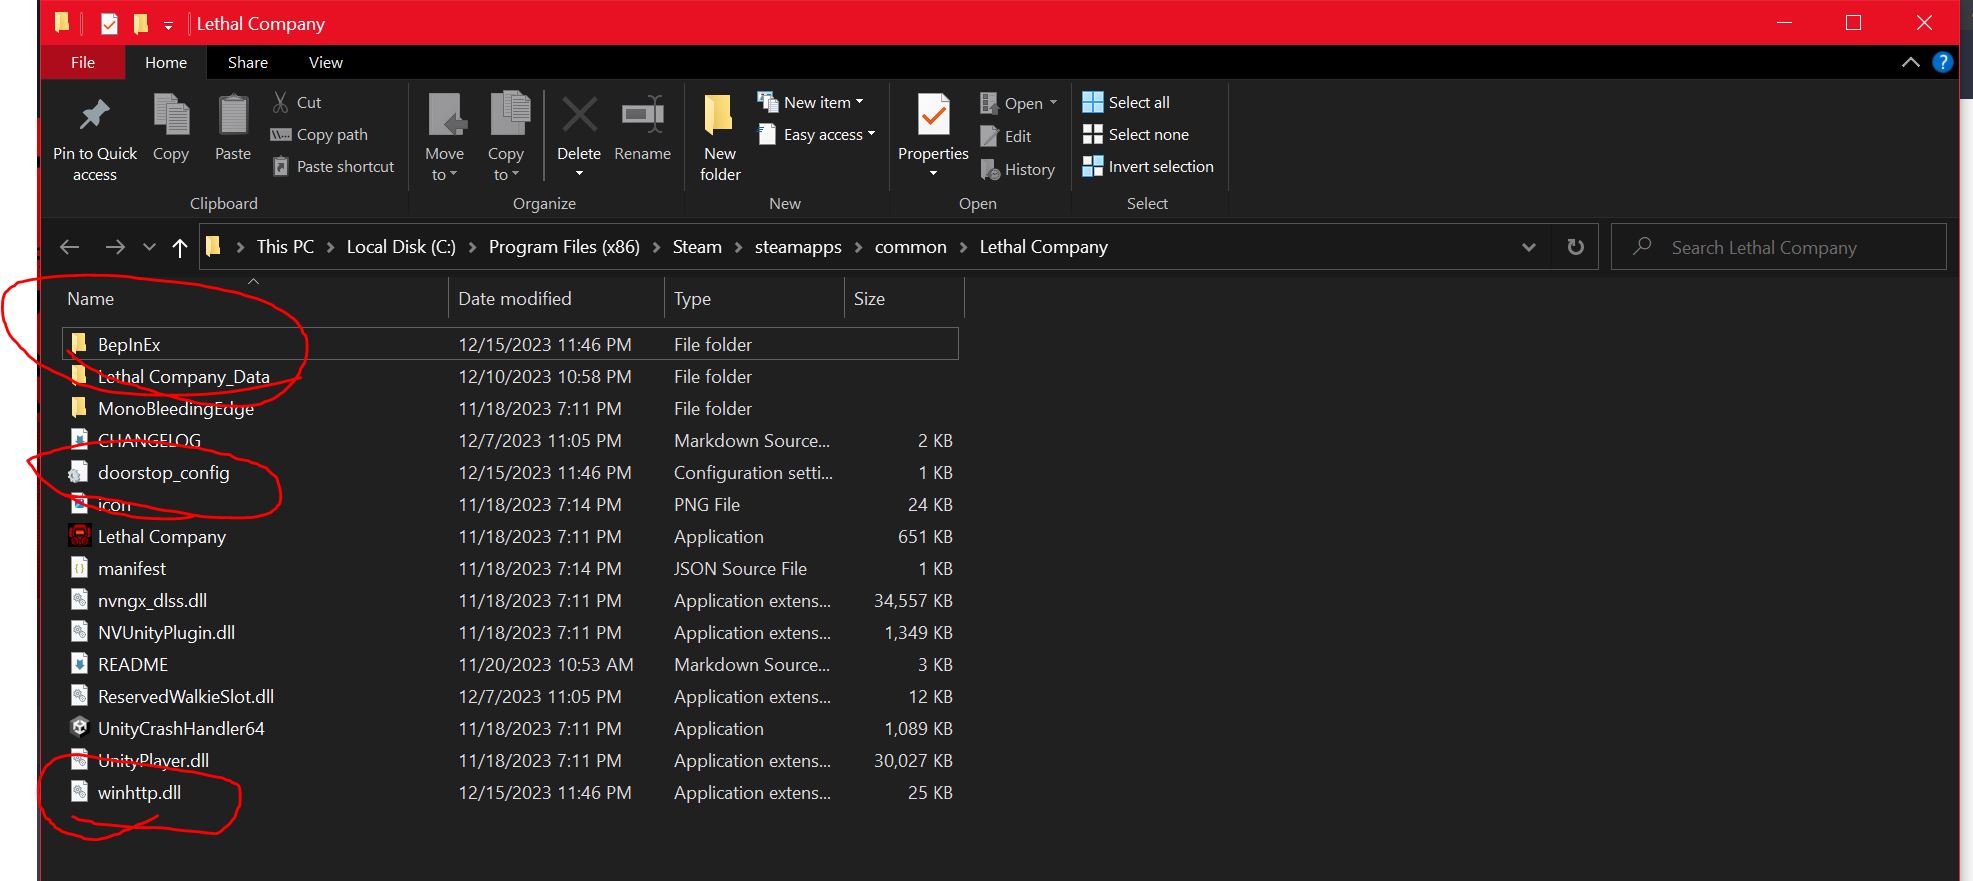 Lethal Company
File Home Share View
Pin to Quick access
Copy
Paste
Cut
Copy path
Paste shortcut
Clipboard
Move to
Copy to
Delete
Rename
Organize
New folder
New item
Easy access
New
Properties
Open
Edit
History
Open
Select all
Select none
Invert selection
Select
This PC > Local Disk (C:) > Program Files (x86) > Steam > steamapps > common > Lethal Company
Search Lethal Company
Name Date modified Type Size
BepInEx 12/15/2023 11:46 PM File folder
Lethal Company_Data 12/10/2023 10:58 PM File folder
MonoBleedingEdge 11/18/2023 7:11 PM File folder
CHANGELOG 12/7/2023 11:05 PM Markdown Source... 2 KB
doorstop_config 12/15/2023 11:46 PM Configuration setti... 1 KB
icon 11/18/2023 7:14 PM PNG File 24 KB
Lethal Company 11/18/2023 7:11 PM Application 651 KB
manifest 11/18/2023 7:14 PM JSON Source File 1 KB
nvngx_dlss.dll 11/18/2023 7:11 PM Application extens... 34,557 KB
NVUnityPlugin.dll 11/18/2023 7:11 PM Application extens... 1,349 KB
README 11/20/2023 10:53 AM Markdown Source... 3 KB
ReservedWalkieSlot.dll 12/7/2023 11:05 PM Application extens... 12 KB
UnityCrashHandler64 11/18/2023 7:11 PM Application 1,089 KB
UnityPlayer.dll 11/18/2023 7:11 PM Application extens... 30,027 KB
winhttp.dll 12/15/2023 11:46 PM Application extens... 25 KB